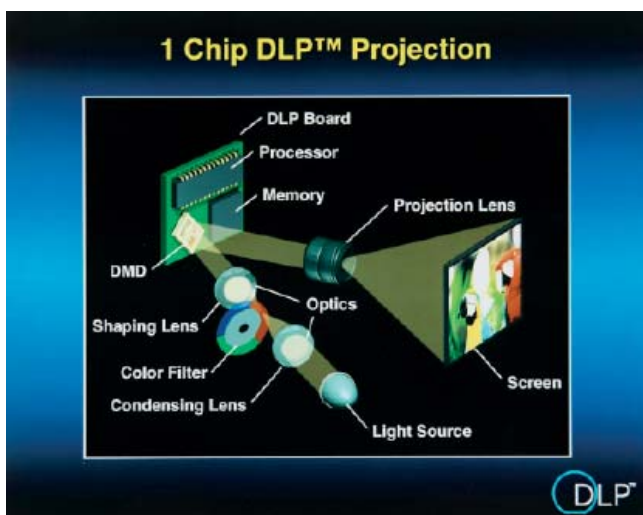 1 Chip DLP™ Projection
DLP Board
Processor
Memory
Projection Lens
DMD
Optics
Shaping Lens
Color Filter
Screen
Condensing Lens
Light Source
DLP™